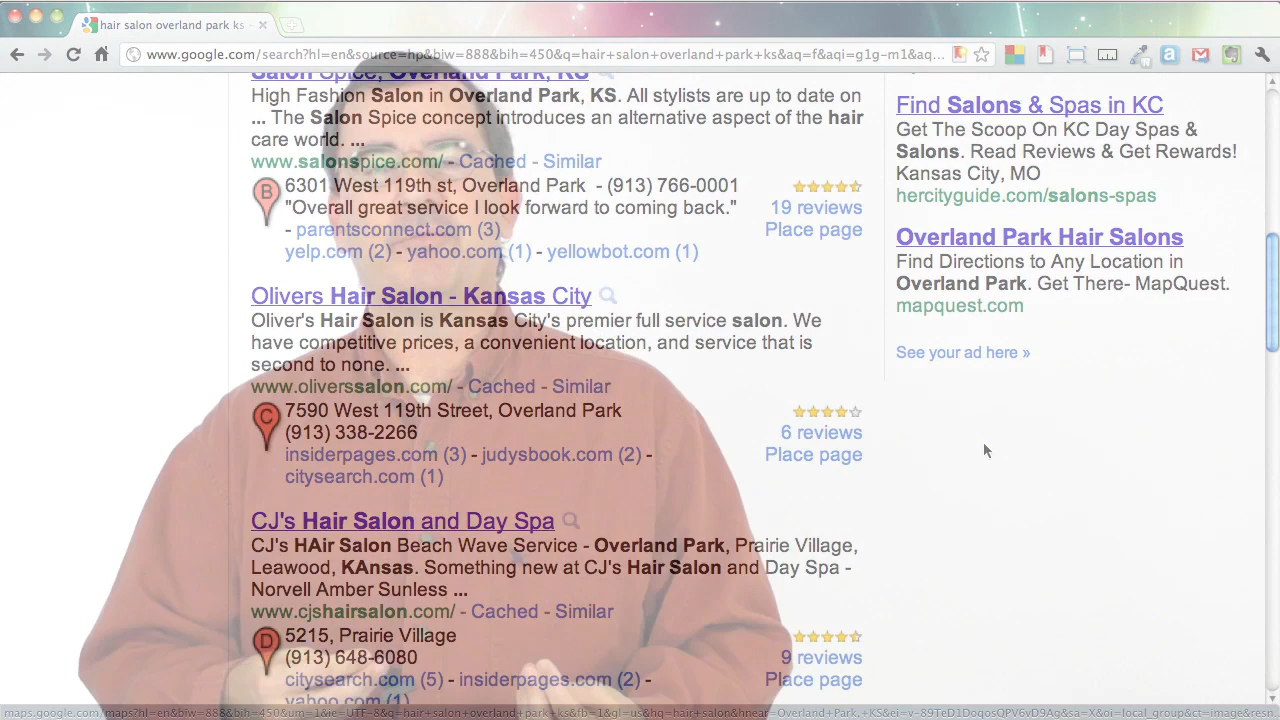 hair salon overland park ks
www.google.com/search?hl=en&source=hp&biw=888&bih=450&q=hair+salon+overland+park+ks&aq=f&aqi=g1g-m1&aq...
Salon Spice, Overland Park, KS
High Fashion Salon in Overland Park, KS. All stylists are up to date on
... The Salon Spice concept introduces an alternative aspect of the hair
care world. ...
www.salonspice.com/ - Cached - Similar
B
6301 West 119th st, Overland Park - (913) 766-0001
"Overall great service I look forward to coming back."
- parentsconnect.com (3)
yelp.com (2) - yahoo.com (1) - yellowbot.com (1)
19 reviews
Place page
Olivers Hair Salon - Kansas City
Oliver's Hair Salon is Kansas City's premier full service salon. We
have competitive prices, a convenient location, and service that is
second to none. ...
www.oliverssalon.com/ - Cached - Similar
C
7590 West 119th Street, Overland Park
(913) 338-2266
insiderpages.com (3) - judysbook.com (2) -
citysearch.com (1)
6 reviews
Place page
CJ's Hair Salon and Day Spa
CJ's HAir Salon Beach Wave Service - Overland Park, Prairie Village,
Leawood, KAnsas. Something new at CJ's Hair Salon and Day Spa -
Norvell Amber Sunless ...
www.cjshairsalon.com/ - Cached - Similar
D
5215, Prairie Village
(913) 648-6080
citysearch.com (5) - insiderpages.com (2) -
yahoo.com (1)
9 reviews
Place page
Find Salons & Spas in KC
Get The Scoop On KC Day Spas &
Salons. Read Reviews & Get Rewards!
Kansas City, MO
hercityguide.com/salons-spas
Overland Park Hair Salons
Find Directions to Any Location in
Overland Park. Get There- MapQuest.
mapquest.com
See your ad here »